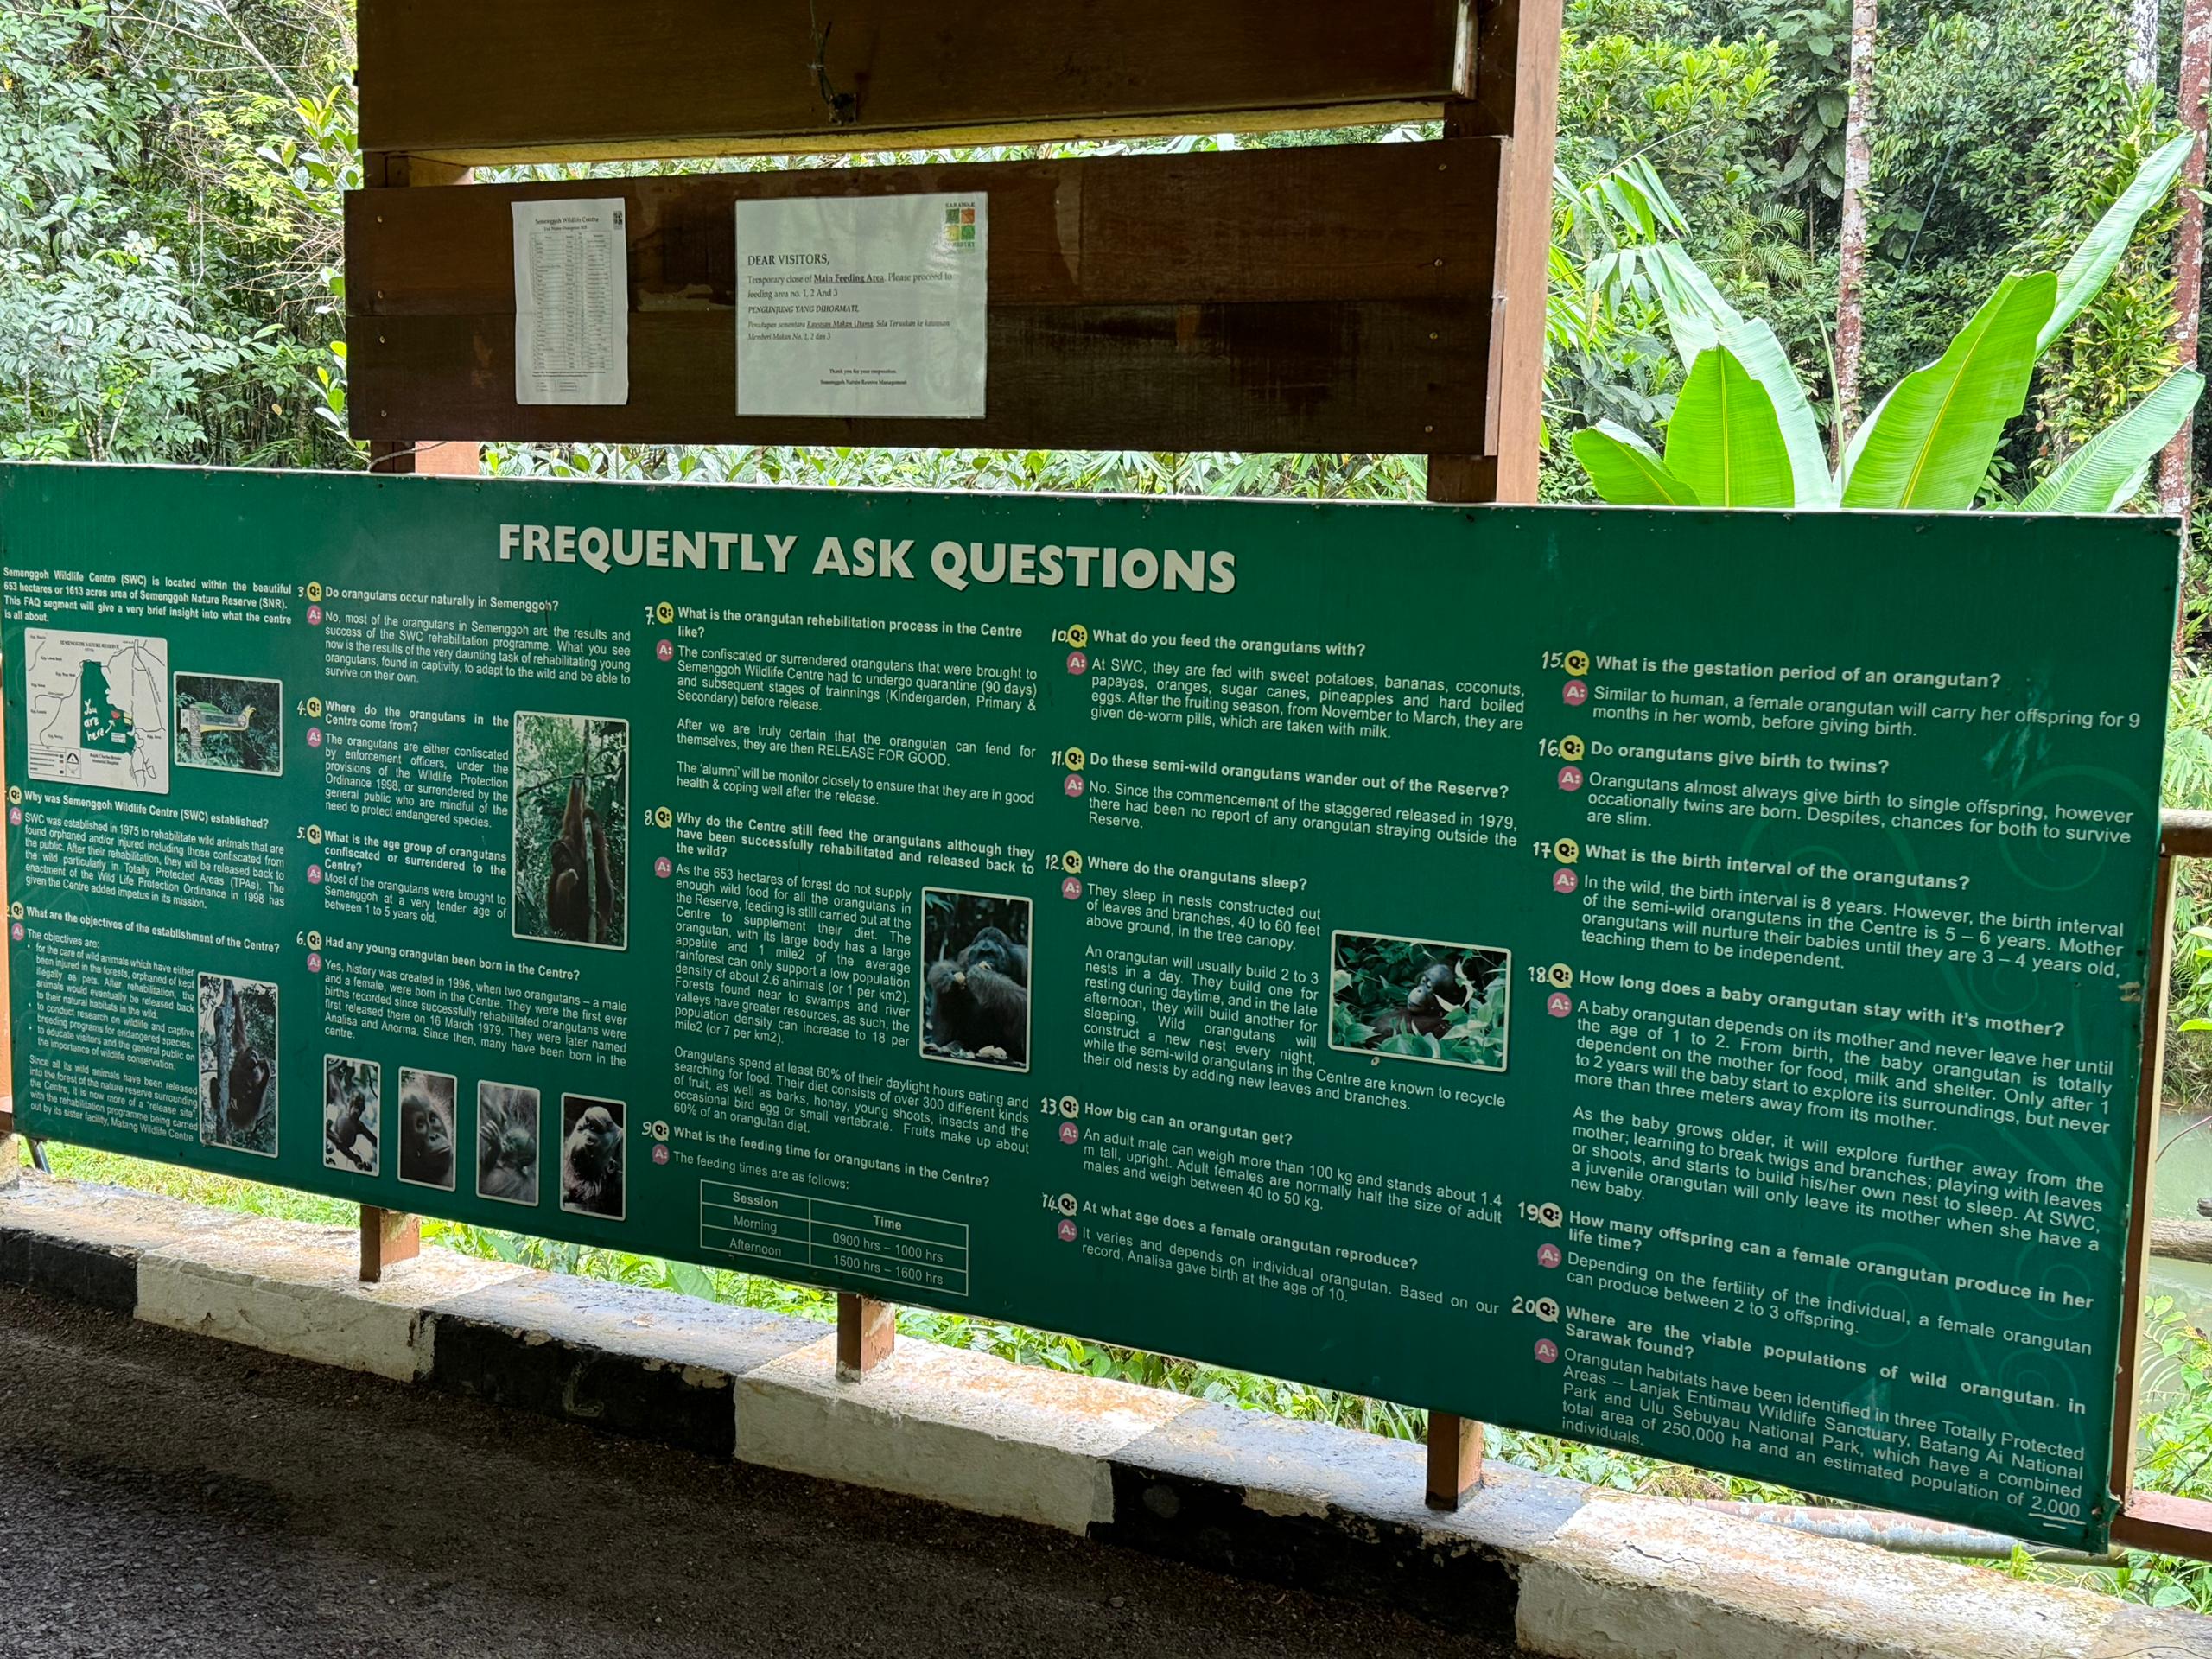 Semenggoh Wildlife Centre
DEAR VISITORS,
Temporary close of Main Feeding Area. Please proceed to
feeding area no. 1, 2 And 3
PENGUNJUNG YANG DIHORMATI,
Penutupan sementara Kawasan Makan Utama. Sila Teruskan ke kawasan
Memberi Makan No. 1, 2 dan 3
Thank you for your cooperation.
Semenggoh Nature Reserve Management
FREQUENTLY ASK QUESTIONS
Semenggoh Wildlife Centre (SWC) is located within the beautiful
653 hectares or 1613 acres area of Semenggoh Nature Reserve (SNR).
This FAQ segment will give a very brief insight into what the centre
is all about.
SEMENGGOH NATURE RESERVE
You
are
here
Q: Why was Semenggoh Wildlife Centre (SWC) established?
A: SWC was established in 1975 to rehabilitate wild animals that are
found orphaned and/or injured including those confiscated from
the public. After their rehabilitation, they will be released back to
the wild particularly in Totally Protected Areas (TPAs). The
enactment of the Wild Life Protection Ordinance in 1998 has
given the Centre added impetus in its mission.
Q: What are the objectives of the establishment of the Centre?
A: The objectives are:
• for the care of wild animals which have either
been injured in the forests, orphaned of kept
illegally as pets. After rehabilitation, tha
animals would eventually be released back
to their natural habitats in the wild.
• to conduct research on wildlife and captive
breeding programs for endangered species.
• to educate visitors and the general public on
the importance of wildlife conservation.
Since all its wild animals have been released
into the forest of the nature reserve surrounding
the Centre, it is now more of a "release site"
with the rehabilitation programme being carried
out by its sister facility, Matang Wildlife Centre
3 Q: Do orangutans occur naturally in Semenggoh?
A: No, most of the orangutans in Semenggoh are the results and
success of the SWC rehabilitation programme. What you see
now is the results of the very daunting task of rehabilitating young
orangutans, found in captivity, to adapt to the wild and be able to
survive on their own.
4. Q: Where do the orangutans in the
Centre come from?
A: The orangutans are either confiscated
by enforcement officers, under the
provisions of the Wildlife Protection
Ordinance 1998, or surrendered by the
general public who are mindful of the
need to protect endangered species.
5. Q: What is the age group of orangutans
confiscated or surrendered to the
Centre?
A: Most of the orangutans were brought to
Semenggoh at a very tender age of
between 1 to 5 years old.
6. Q: Had any young orangutan been born in the Centre?
A: Yes, history was created in 1996, when two orangutans – a male
and a female, were born in the Centre. They were the first ever
births recorded since successfully rehabilitated orangutans were
first released there on 16 March 1979. They were later named
Analisa and Anorma. Since then, many have been born in the
centre.
7. Q: What is the orangutan rehebilitation process in the Centre
like?
A: The confiscated or surrendered orangutans that were brought to
Semenggoh Wildlife Centre had to undergo quarantine (90 days)
and subsequent stages of trainnings (Kindergarden, Primary &
Secondary) before release.
After we are truly certain that the orangutan can fend for
themselves, they are then RELEASE FOR GOOD.
The 'alumni' will be monitor closely to ensure that they are in good
health & coping well after the release.
8. Q: Why do the Centre still feed the orangutans although they
have been successfully rehabilitated and released back to
the wild?
A: As the 653 hectares of forest do not supply
enough wild food for all the orangutans in
the Reserve, feeding is still carried out at the
Centre to supplement their diet. The
orangutan, with its large body has a large
appetite and 1 mile2 of the average
rainforest can only support a low population
density of about 2.6 animals (or 1 per km2).
Forests found near to swamps and river
valleys have greater resources, as such, the
population density can increase to 18 per
mile2 (or 7 per km2).
Orangutans spend at least 60% of their daylight hours eating and
searching for food. Their diet consists of over 300 different kinds
of fruit, as well as barks, honey, young shoots, insects and the
occasional bird egg or small vertebrate. Fruits make up about
60% of an orangutan diet.
9. Q: What is the feeding time for orangutans in the Centre?
A: The feeding times are as follows:
Session Time
Morning 0900 hrs – 1000 hrs
Afternoon 1500 hrs – 1600 hrs
10. Q: What do you feed the orangutans with?
A: At SWC, they are fed with sweet potatoes, bananas, coconuts,
papayas, oranges, sugar canes, pineapples and hard boiled
eggs. After the fruiting season, from November to March, they are
given de-worm pills, which are taken with milk.
11. Q: Do these semi-wild orangutans wander out of the Reserve?
A: No. Since the commencement of the staggered released in 1979,
there had been no report of any orangutan straying outside the
Reserve.
12. Q: Where do the orangutans sleep?
A: They sleep in nests constructed out
of leaves and branches, 40 to 60 feet
above ground, in the tree canopy.
An orangutan will usually build 2 to 3
nests in a day. They build one for
resting during daytime, and in the late
afternoon, they will build another for
sleeping. Wild orangutans will
construct a new nest every night,
while the semi-wild orangutans in the Centre are known to recycle
their old nests by adding new leaves and branches.
13. Q: How big can an orangutan get?
A: An adult male can weigh more than 100 kg and stands about 1.4
m tall, upright. Adult females are normally half the size of adult
males and weigh between 40 to 50 kg.
14. Q: At what age does a female orangutan reproduce?
A: It varies and depends on individual orangutan. Based on our
record, Analisa gave birth at the age of 10.
15. Q: What is the gestation period of an orangutan?
A: Similar to human, a female orangutan will carry her offspring for 9
months in her womb, before giving birth.
16. Q: Do orangutans give birth to twins?
A: Orangutans almost always give birth to single offspring, however
occationally twins are born. Despites, chances for both to survive
are slim.
17 Q: What is the birth interval of the orangutans?
A: In the wild, the birth interval is 8 years. However, the birth interval
of the semi-wild orangutans in the Centre is 5 – 6 years. Mother
orangutans will nurture their babies until they are 3 – 4 years old,
teaching them to be independent.
18. Q: How long does a baby orangutan stay with it's mother?
A: A baby orangutan depends on its mother and never leave her until
the age of 1 to 2. From birth, the baby orangutan is totally
dependent on the mother for food, milk and shelter. Only after 1
to 2 years will the baby start to explore its surroundings, but never
more than three meters away from its mother.
As the baby grows older, it will explore further away from the
mother; learning to break twigs and branches; playing with leaves
or shoots, and starts to build his/her own nest to sleep. At SWC,
a juvenile orangutan will only leave its mother when she have a
new baby.
19. Q: How many offspring can a female orangutan produce in her
life time?
A: Depending on the fertility of the individual, a female orangutan
can produce between 2 to 3 offspring.
20 Q: Where are the viable populations of wild orangutan in
Sarawak found?
A: Orangutan habitats have been identified in three Totally Protected
Areas – Lanjak Entimau Wildlife Sanctuary, Batang Ai National
Park and Ulu Sebuyau National Park, which have a combined
total area of 250,000 ha and an estimated population of 2,000
individuals.